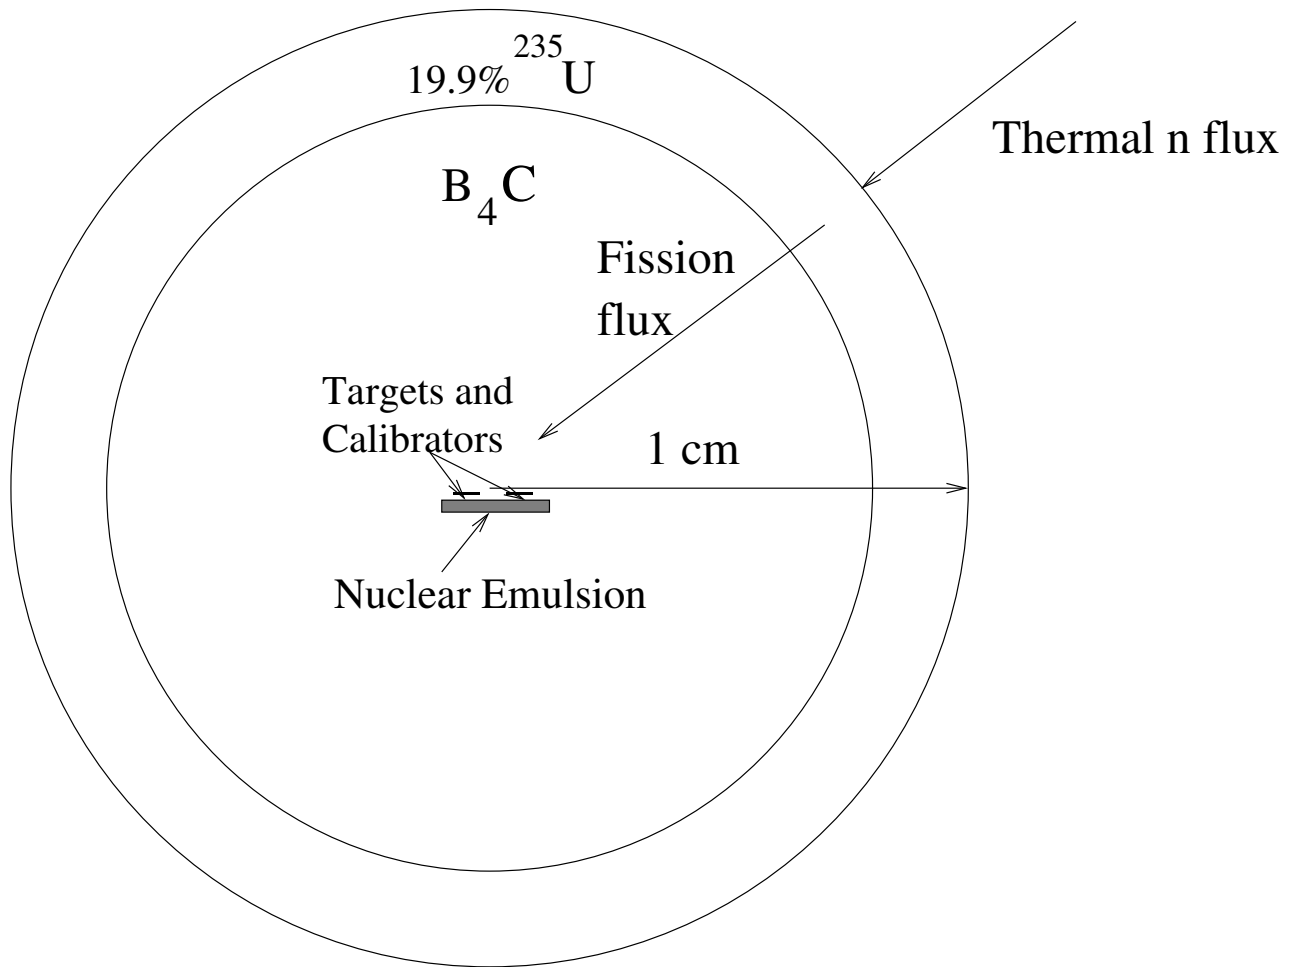 19.9% ²³⁵U
B₄C
Thermal n flux
Fission
flux
Targets and
Calibrators
1 cm
Nuclear Emulsion